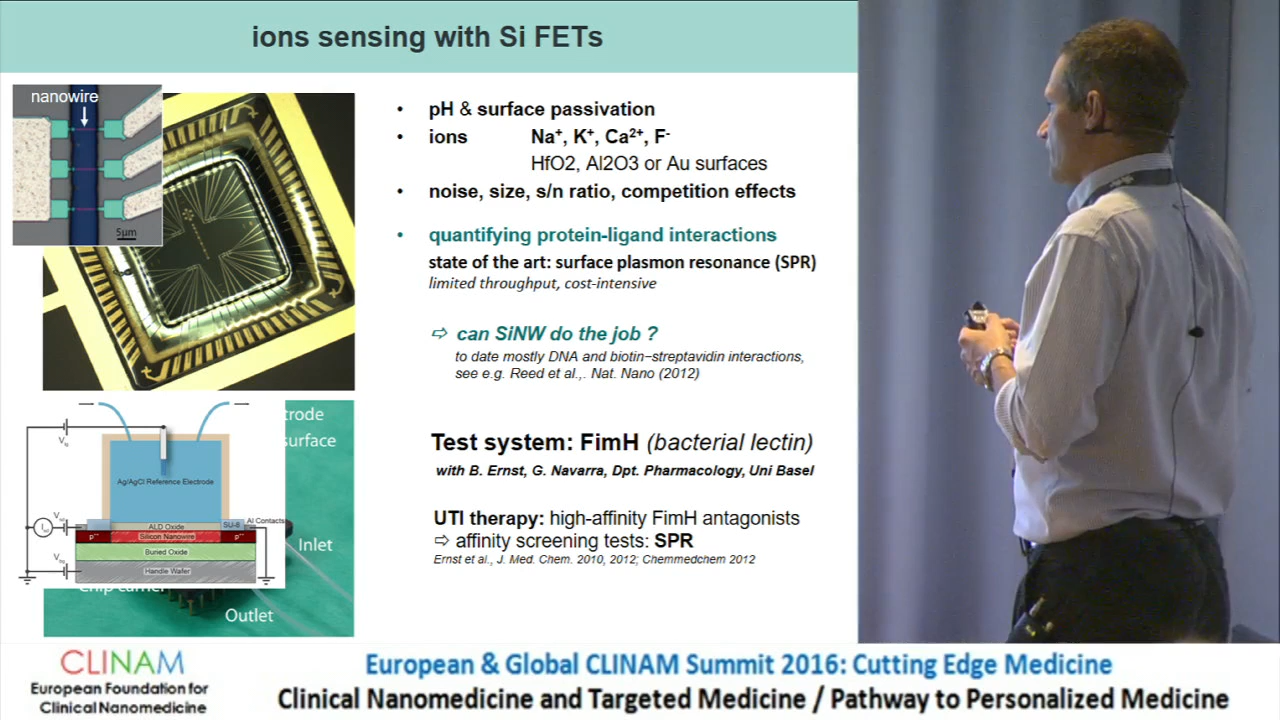 ions sensing with Si FETs
nanowire
5µm
• pH & surface passivation
• ions Na⁺, K⁺, Ca²⁺, F⁻
HfO2, Al2O3 or Au surfaces
• noise, size, s/n ratio, competition effects
• quantifying protein-ligand interactions
state of the art: surface plasmon resonance (SPR)
limited throughput, cost-intensive
⇨ can SiNW do the job ?
to date mostly DNA and biotin–streptavidin interactions,
see e.g. Reed et al.,. Nat. Nano (2012)
Test system: FimH (bacterial lectin)
with B. Ernst, G. Navarra, Dpt. Pharmacology, Uni Basel
UTI therapy: high-affinity FimH antagonists
⇨ affinity screening tests: SPR
Ernst et al., J. Med. Chem. 2010, 2012; Chemmedchem 2012
trode
surface
Ag/AgCl Reference Electrode
ALD Oxide
SU-8
Al Contacts
p⁺⁺
Silicon Nanowire
p⁺⁺
Buried Oxide
Handle Wafer
Inlet
Chip carrier
Outlet
CLINAM
European Foundation for
Clinical Nanomedicine
European & Global CLINAM Summit 2016: Cutting Edge Medicine
Clinical Nanomedicine and Targeted Medicine / Pathway to Personalized Medicine